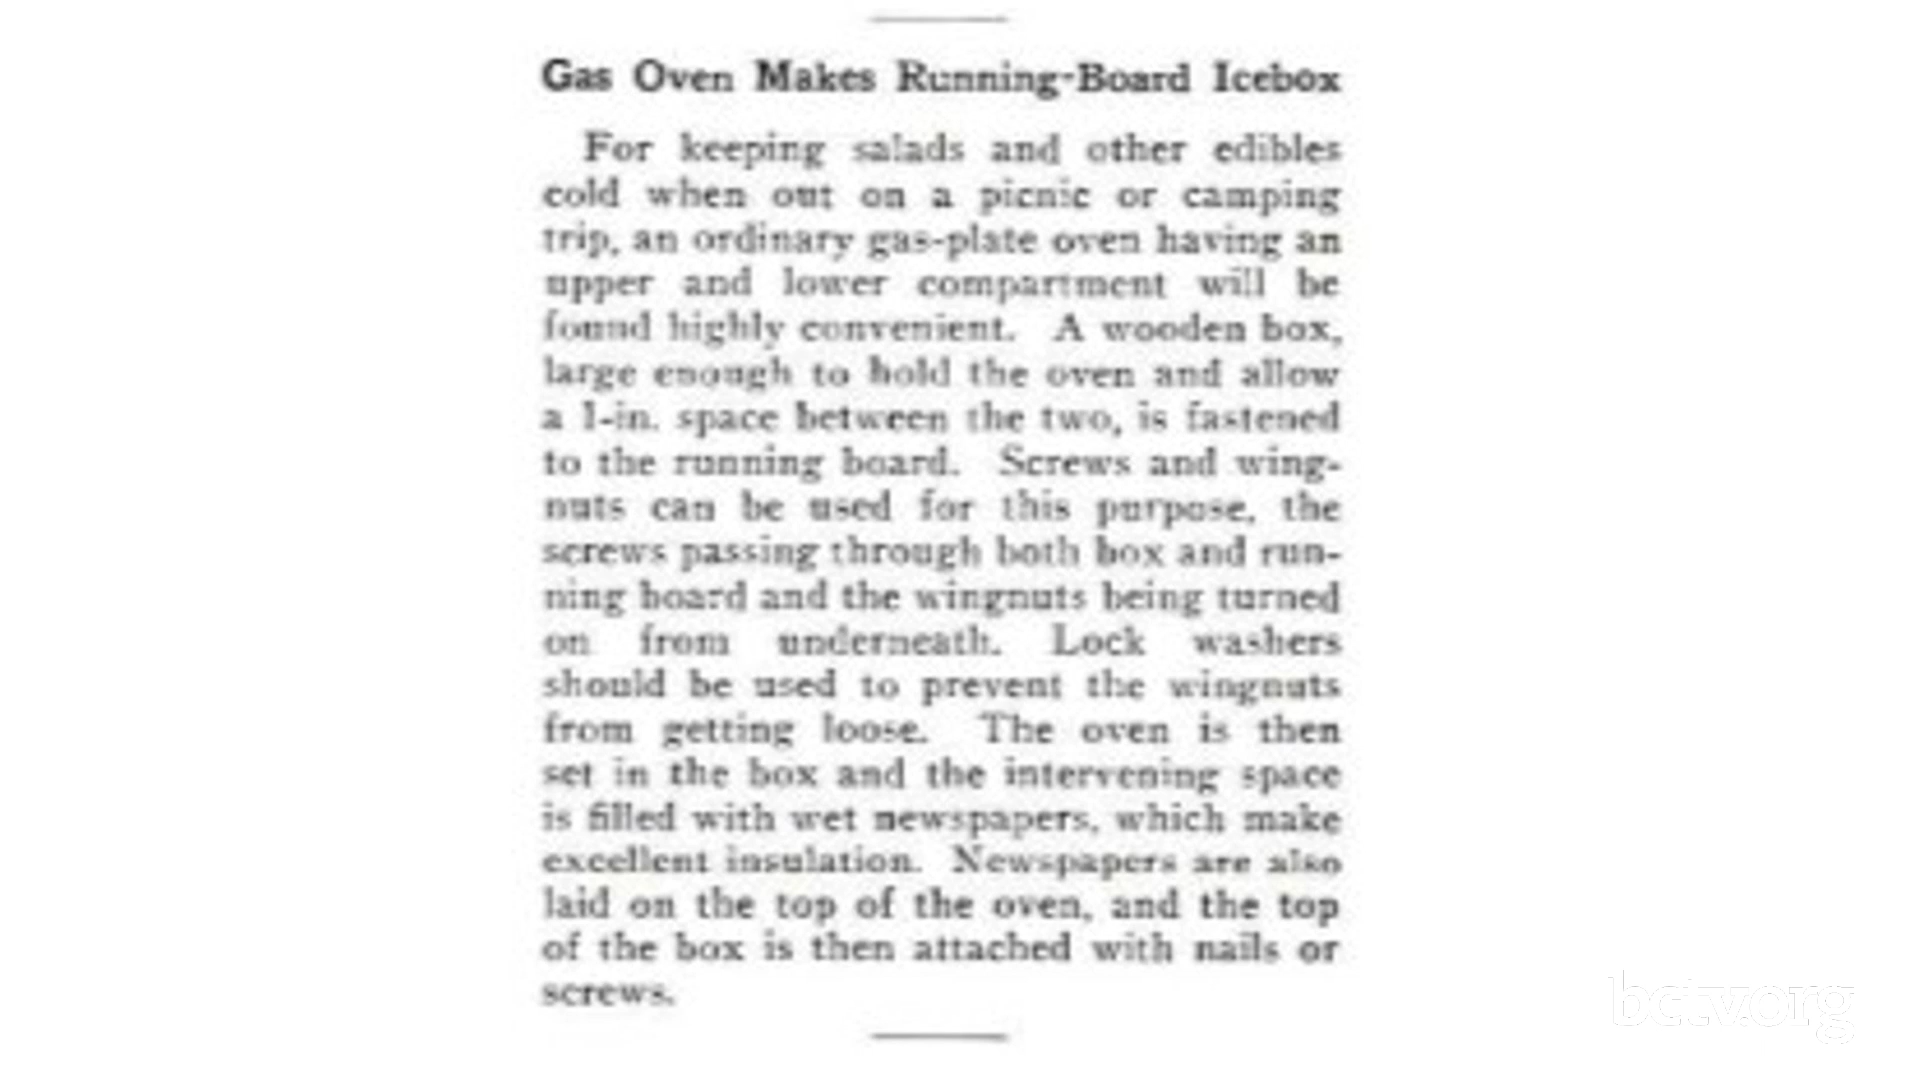 Gas Oven Makes Running-Board Icebox
For keeping salads and other edibles
cold when out on a picnic or camping
trip, an ordinary gas-plate oven having an
upper and lower compartment will be
found highly convenient. A wooden box,
large enough to hold the oven and allow
a 1-in. space between the two, is fastened
to the running board. Screws and wing-
nuts can be used for this purpose, the
screws passing through both box and run-
ning board and the wingnuts being turned
on from underneath. Lock washers
should be used to prevent the wingnuts
from getting loose. The oven is then
set in the box and the intervening space
is filled with wet newspapers, which make
excellent insulation. Newspapers are also
laid on the top of the oven, and the top
of the box is then attached with nails or
screws.
bctv.org